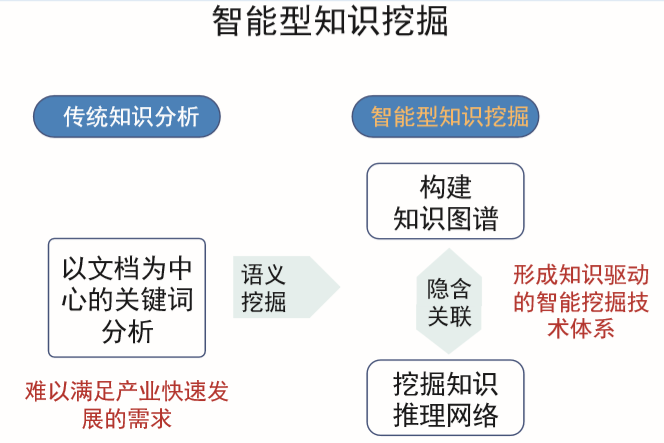 智能型知识挖掘
传统知识分析
智能型知识挖掘
构建
知识图谱
以文档为中
心的关键词
分析
语义
挖掘
隐含
关联
形成知识驱动
的智能挖掘技
术体系
难以满足产业快速发
展的需求
挖掘知识
推理网络